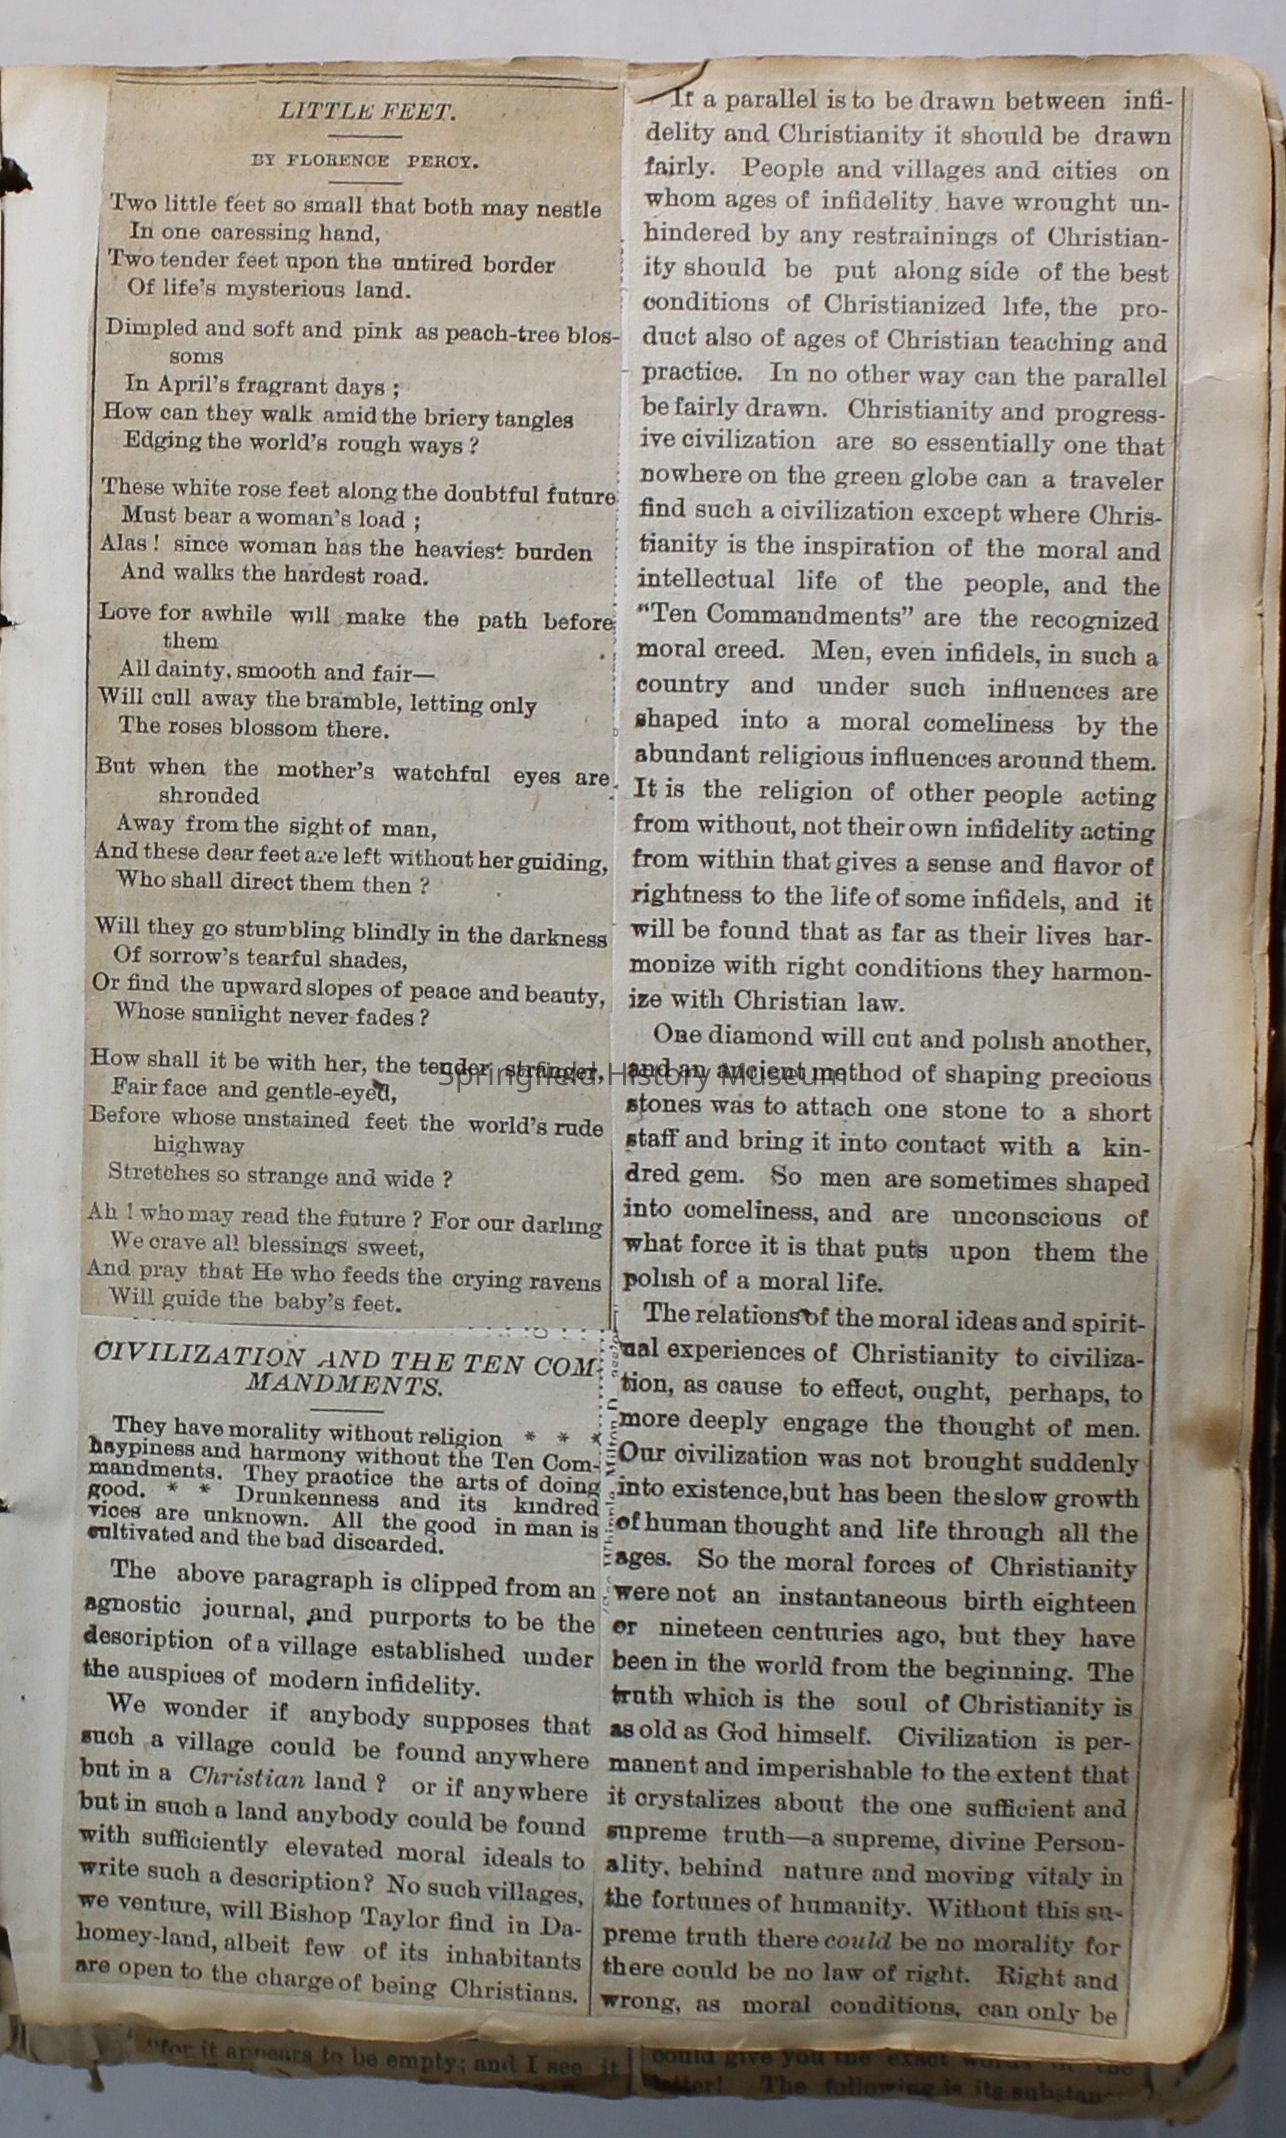 LITTLE FEET.
BY FLORENCE PERCY.
Two little feet so small that both may nestle
In one caressing hand,
Two tender feet upon the untired border
Of life's mysterious land.
Dimpled and soft and pink as peach-tree blos-
soms
In April's fragrant days ;
How can they walk amid the briery tangles
Edging the world's rough ways ?
These white rose feet along the doubtful future
Must bear a woman's load ;
Alas ! since woman has the heaviest burden
And walks the hardest road.
Love for awhile will make the path before
them
All dainty, smooth and fair—
Will cull away the bramble, letting only
The roses blossom there.
But when the mother's watchful eyes are
shrouded
Away from the sight of man,
And these dear feet are left without her guiding,
Who shall direct them then ?
Will they go stumbling blindly in the darkness
Of sorrow's tearful shades,
Or find the upward slopes of peace and beauty,
Whose sunlight never fades ?
How shall it be with her, the tender stranger,
Fair face and gentle-eyed,
Before whose unstained feet the world's rude
highway
Stretches so strange and wide ?
Ah ! who may read the future ? For our darling
We crave all blessings sweet,
And pray that He who feeds the crying ravens
Will guide the baby's feet.
CIVILIZATION AND THE TEN COM-
MANDMENTS.
They have morality without religion * * *
haypiness and harmony without the Ten Com-
mandments. They practice the arts of doing
good. * * Drunkenness and its kindred
vices are unknown. All the good in man is
cultivated and the bad discarded.
The above paragraph is clipped from an
agnostic journal, and purports to be the
description of a village established under
the auspices of modern infidelity.
We wonder if anybody supposes that
such a village could be found anywhere
but in a Christian land ? or if anywhere
but in such a land anybody could be found
with sufficiently elevated moral ideals to
write such a description? No such villages,
we venture, will Bishop Taylor find in Da-
homey-land, albeit few of its inhabitants
are open to the charge of being Christians.
If a parallel is to be drawn between infi-
delity and Christianity it should be drawn
fairly. People and villages and cities on
whom ages of infidelity have wrought un-
hindered by any restrainings of Christian-
ity should be put along side of the best
conditions of Christianized life, the pro-
duct also of ages of Christian teaching and
practice. In no other way can the parallel
be fairly drawn. Christianity and progress-
ive civilization are so essentially one that
nowhere on the green globe can a traveler
find such a civilization except where Chris-
tianity is the inspiration of the moral and
intellectual life of the people, and the
"Ten Commandments" are the recognized
moral creed. Men, even infidels, in such a
country and under such influences are
shaped into a moral comeliness by the
abundant religious influences around them.
It is the religion of other people acting
from without, not their own infidelity acting
from within that gives a sense and flavor of
rightness to the life of some infidels, and it
will be found that as far as their lives har-
monize with right conditions they harmon-
ize with Christian law.
One diamond will cut and polish another,
and an ancient method of shaping precious
stones was to attach one stone to a short
staff and bring it into contact with a kin-
dred gem. So men are sometimes shaped
into comeliness, and are unconscious of
what force it is that puts upon them the
polish of a moral life.
The relations of the moral ideas and spirit-
ual experiences of Christianity to civiliza-
tion, as cause to effect, ought, perhaps, to
more deeply engage the thought of men.
Our civilization was not brought suddenly
into existence, but has been the slow growth
of human thought and life through all the
ages. So the moral forces of Christianity
were not an instantaneous birth eighteen
or nineteen centuries ago, but they have
been in the world from the beginning. The
truth which is the soul of Christianity is
as old as God himself. Civilization is per-
manent and imperishable to the extent that
it crystalizes about the one sufficient and
supreme truth—a supreme, divine Person-
ality, behind nature and moving vitaly in
the fortunes of humanity. Without this su-
preme truth there could be no morality for
there could be no law of right. Right and
wrong, as moral conditions, can only be
Springfield History Museum
"for it appears to be empty; and I see it
could give you the exact words of the
letter! The following is its substan-